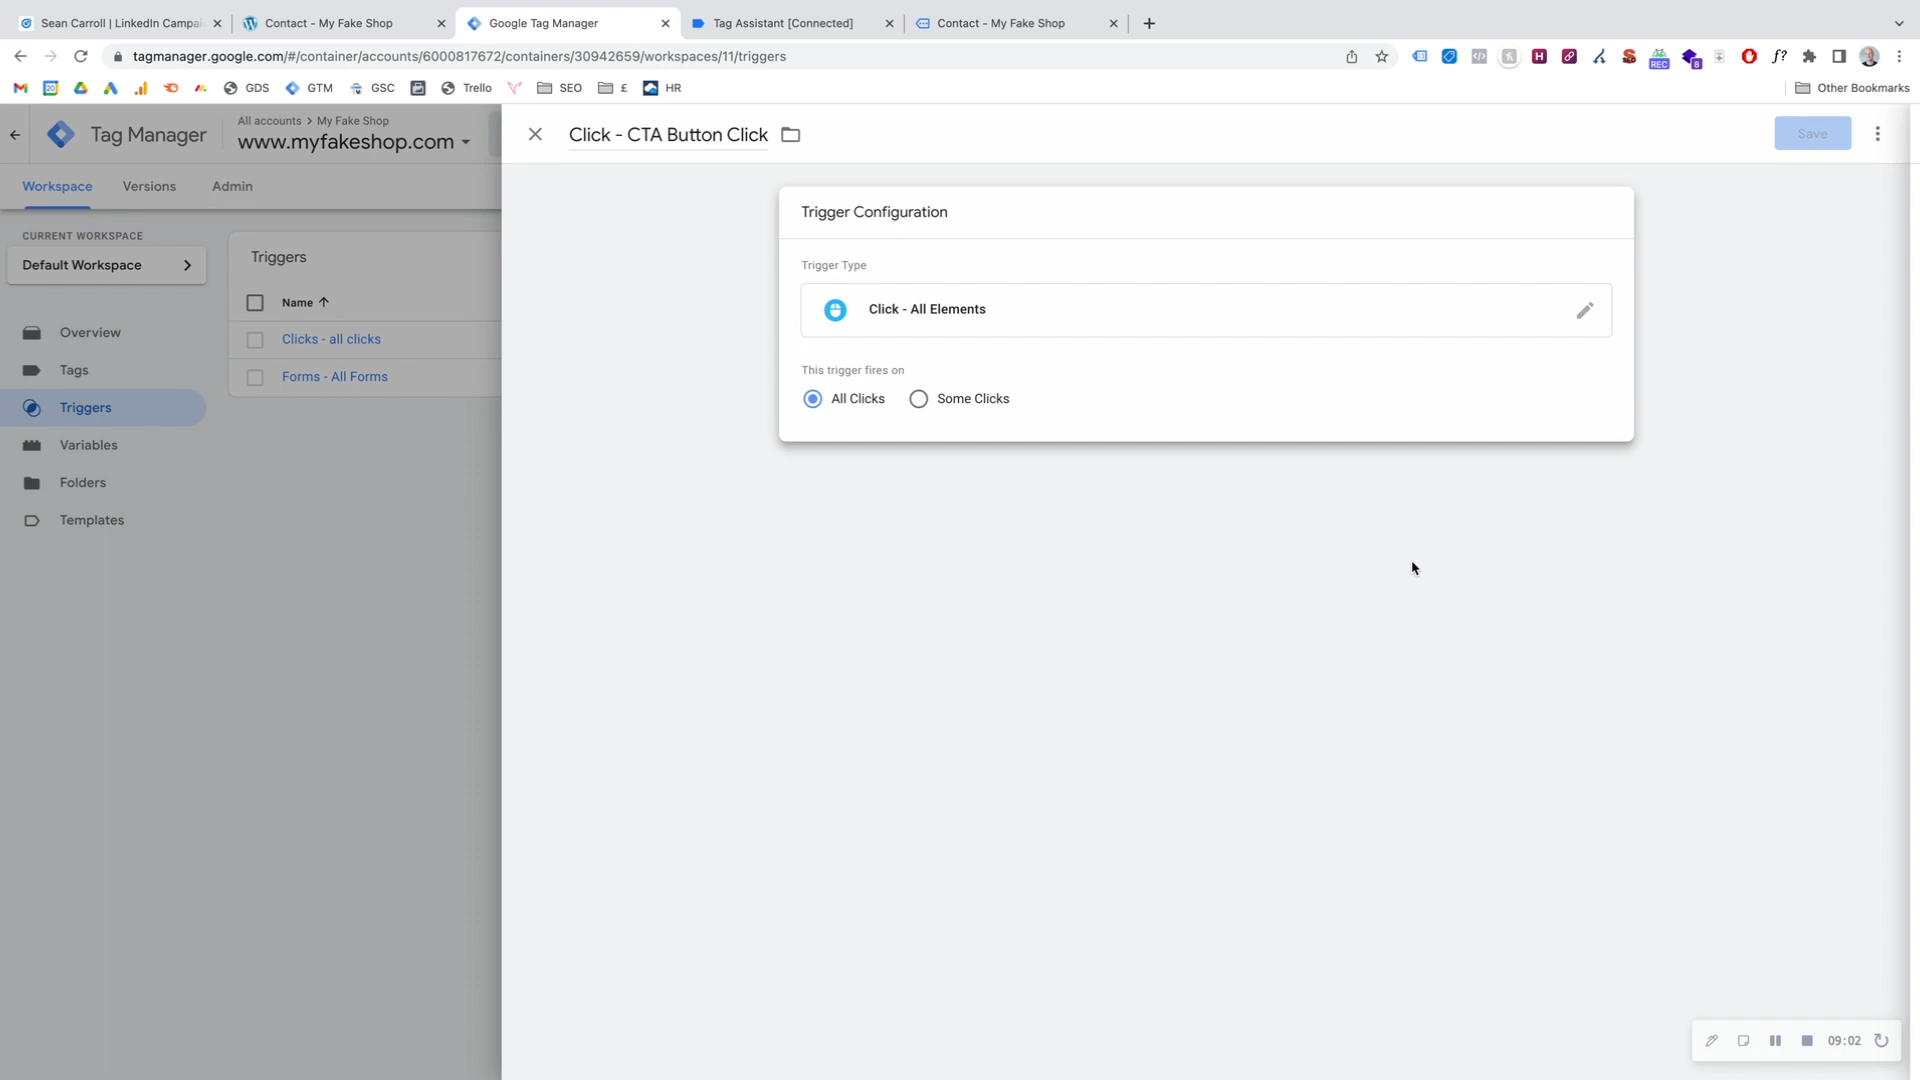 Sean Carroll | LinkedIn Campai
Contact - My Fake Shop
Google Tag Manager
Tag Assistant [Connected]
Contact - My Fake Shop
tagmanager.google.com/#/container/accounts/6000817672/containers/30942659/workspaces/11/triggers
REC
8
f?
20
GDS
GTM
GSC
Trello
SEO
£
HR
Other Bookmarks
Tag Manager
All accounts > My Fake Shop
www.myfakeshop.com
Click - CTA Button Click
Save
Workspace
Versions
Admin
CURRENT WORKSPACE
Default Workspace
Overview
Tags
Triggers
Variables
Folders
Templates
Triggers
Name
Clicks - all clicks
Forms - All Forms
Trigger Configuration
Trigger Type
Click - All Elements
This trigger fires on
All Clicks
Some Clicks
09:02